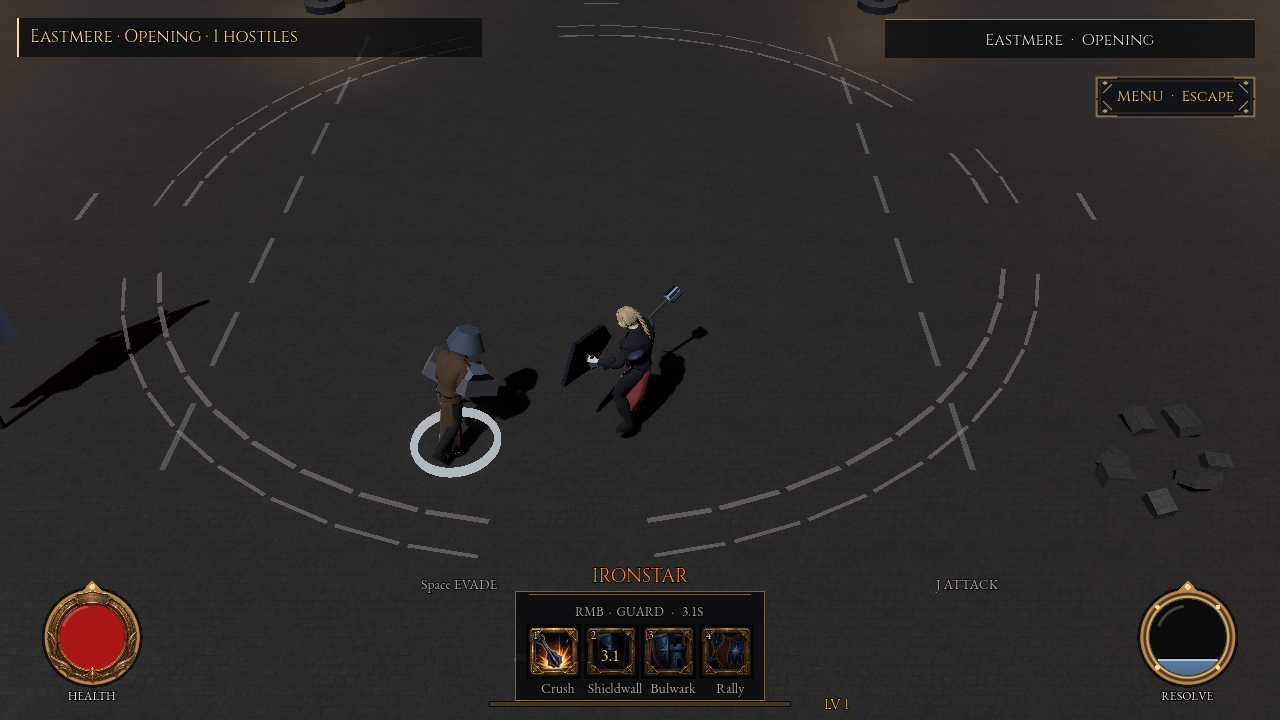 EASTMERE · OPENING · 1 HOSTILES
EASTMERE · OPENING
MENU · ESCAPE
Space EVADE
IRONSTAR
J ATTACK
RMB · GUARD · 3.1S
1 2 3 4
3.1
Crush Shieldwall Bulwark Rally
HEALTH
RESOLVE
LV 1